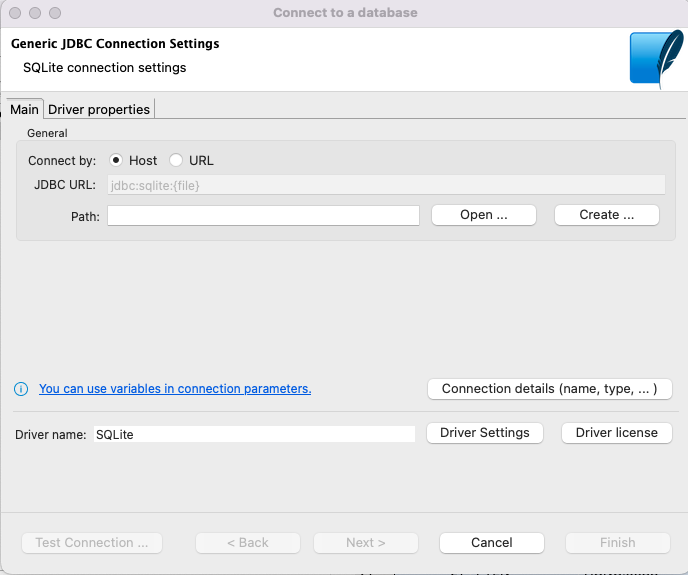 Connect to a database
Generic JDBC Connection Settings
SQLite connection settings
Main Driver properties
General
Connect by: Host URL
JDBC URL: jdbc:sqlite:{file}
Path: Open ... Create ...
You can use variables in connection parameters. Connection details (name, type, ... )
Driver name: SQLite Driver Settings Driver license
Test Connection ... < Back Next > Cancel Finish